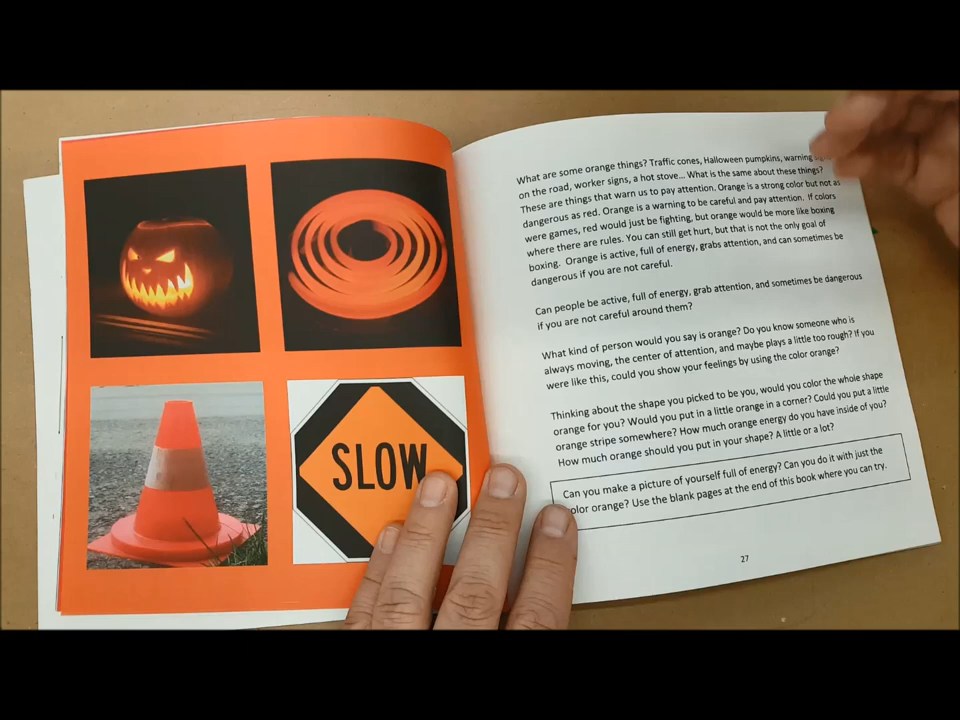 SLOW
What are some orange things? Traffic cones, Halloween pumpkins, warning
on the road, worker signs, a hot stove... What is the same about these things?
These are things that warn us to pay attention. Orange is a strong color but not as
dangerous as red. Orange is a warning to be careful and pay attention. If colors
were games, red would just be fighting, but orange would be more like boxing
where there are rules. You can still get hurt, but that is not the only goal of
boxing. Orange is active, full of energy, grabs attention, and can sometimes be
dangerous if you are not careful.
Can people be active, full of energy, grab attention, and sometimes be dangerous
if you are not careful around them?
What kind of person would you say is orange? Do you know someone who is
always moving, the center of attention, and maybe plays a little too rough? If you
were like this, could you show your feelings by using the color orange?
Thinking about the shape you picked to be you, would you color the whole shape
orange for you? Would you put in a little orange in a corner? Could you put a little
orange stripe somewhere? How much orange energy do you have inside of you?
How much orange should you put in your shape? A little or a lot?
Can you make a picture of yourself full of energy? Can you do it with just the
olor orange? Use the blank pages at the end of this book where you can try.
27